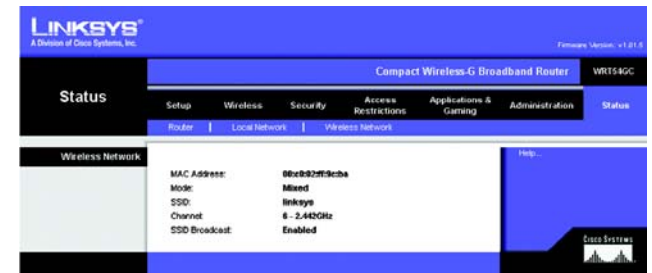 LINKSYS®
A Division of Cisco Systems, Inc.
Firmware Version: v1.01.5
Compact Wireless-G Broadband Router
WRT54GC
Status
Setup
Wireless
Security
Access Restrictions
Applications & Gaming
Administration
Status
Router | Local Network | Wireless Network
Wireless Network
Help...
MAC Address:
Mode: Mixed
SSID: linksys
Channel: 6 - 2.442GHz
SSID Broadcast: Enabled
CISCO SYSTEMS